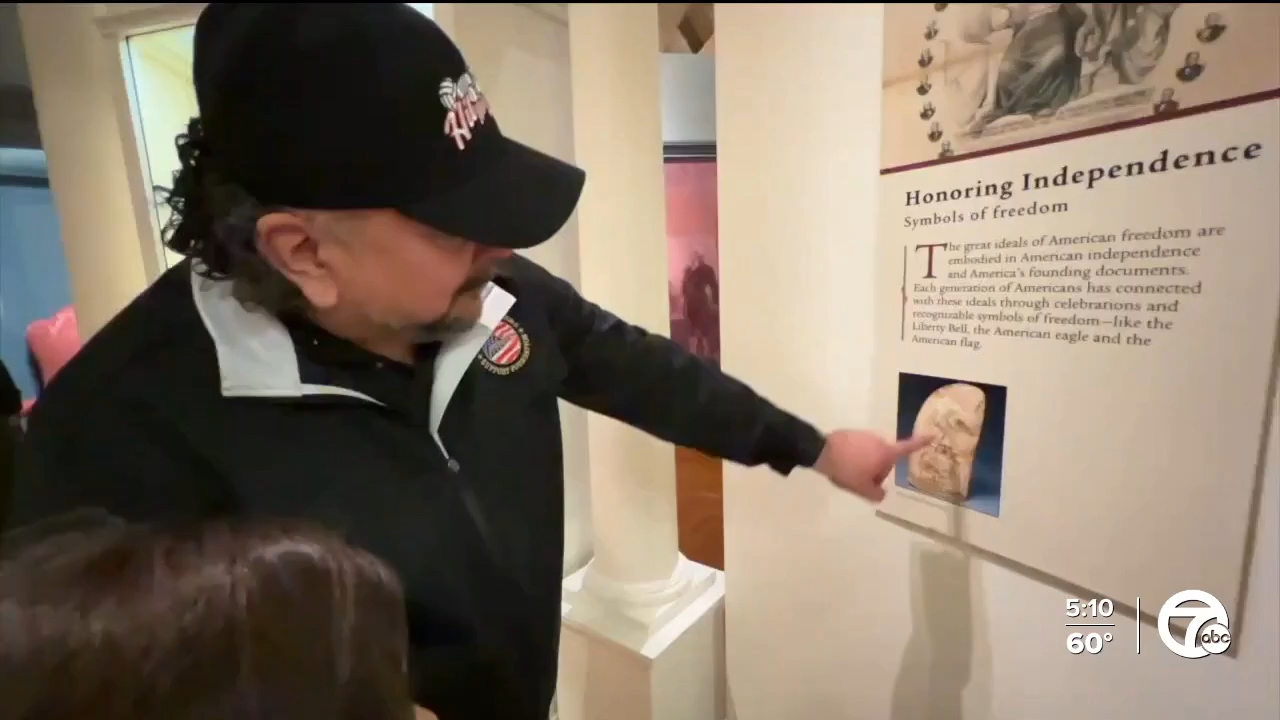 Honoring Independence
Symbols of freedom
The great ideals of American freedom are
embodied in American independence
and America's founding documents.
Each generation of Americans has connected
with these ideals through celebrations and
recognizable symbols of freedom—like the
Liberty Bell, the American eagle and the
American flag.
5:10
60°
7 abc